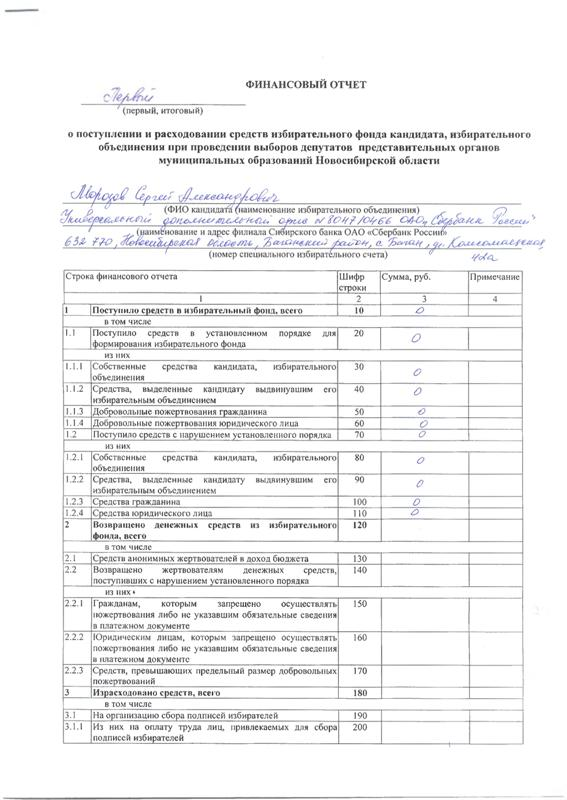 ФИНАНСОВЫЙ ОТЧЕТ
Первый
(первый, итоговый)
о поступлении и расходовании средств избирательного фонда кандидата, избирательного
объединения при проведении выборов депутатов представительных органов
муниципальных образований Новосибирской области
Морозов Сергей Александрович
(ФИО кандидата (наименование избирательного объединения)
Универсальный дополнительный офис №8047/0466 ОАО „Сбербанк России"
(наименование и адрес филиала Сибирского банка ОАО «Сбербанк России»
632 770, Новосибирская область, Баганский район, с. Баган, ул. Комсомольская,
42а
(номер специального избирательного счета)
Строка финансового отчета Шифр строки Сумма, руб. Примечание
1 2 3 4
1 Поступило средств в избирательный фонд, всего 10 0
в том числе
1.1 Поступило средств в установленном порядке для
формирования избирательного фонда 20 0
из них
1.1.1 Собственные средства кандидата, избирательного
объединения 30 0
1.1.2 Средства, выделенные кандидату выдвинувшим его
избирательным объединением 40 0
1.1.3 Добровольные пожертвования гражданина 50 0
1.1.4 Добровольные пожертвования юридического лица 60 0
1.2 Поступило средств с нарушением установленного порядка 70 0
из них
1.2.1 Собственные средства кандидата, избирательного
объединения 80 0
1.2.2 Средства, выделенные кандидату выдвинувшим его
избирательным объединением 90 0
1.2.3 Средства гражданина 100 0
1.2.4 Средства юридического лица 110 0
2 Возвращено денежных средств из избирательного
фонда, всего 120
в том числе
2.1 Средств анонимных жертвователей в доход бюджета 130
2.2 Возвращено жертвователям денежных средств,
поступивших с нарушением установленного порядка 140
из них
2.2.1 Гражданам, которым запрещено осуществлять
пожертвования либо не указавшим обязательные сведения
в платежном документе 150
2.2.2 Юридическим лицам, которым запрещено осуществлять
пожертвования либо не указавшим обязательные сведения
в платежном документе 160
2.2.3 Средств, превышающих предельный размер добровольных
пожертвований 170
3 Израсходовано средств, всего 180
в том числе
3.1 На организацию сбора подписей избирателей 190
3.1.1 Из них на оплату труда лиц, привлекаемых для сбора
подписей избирателей 200